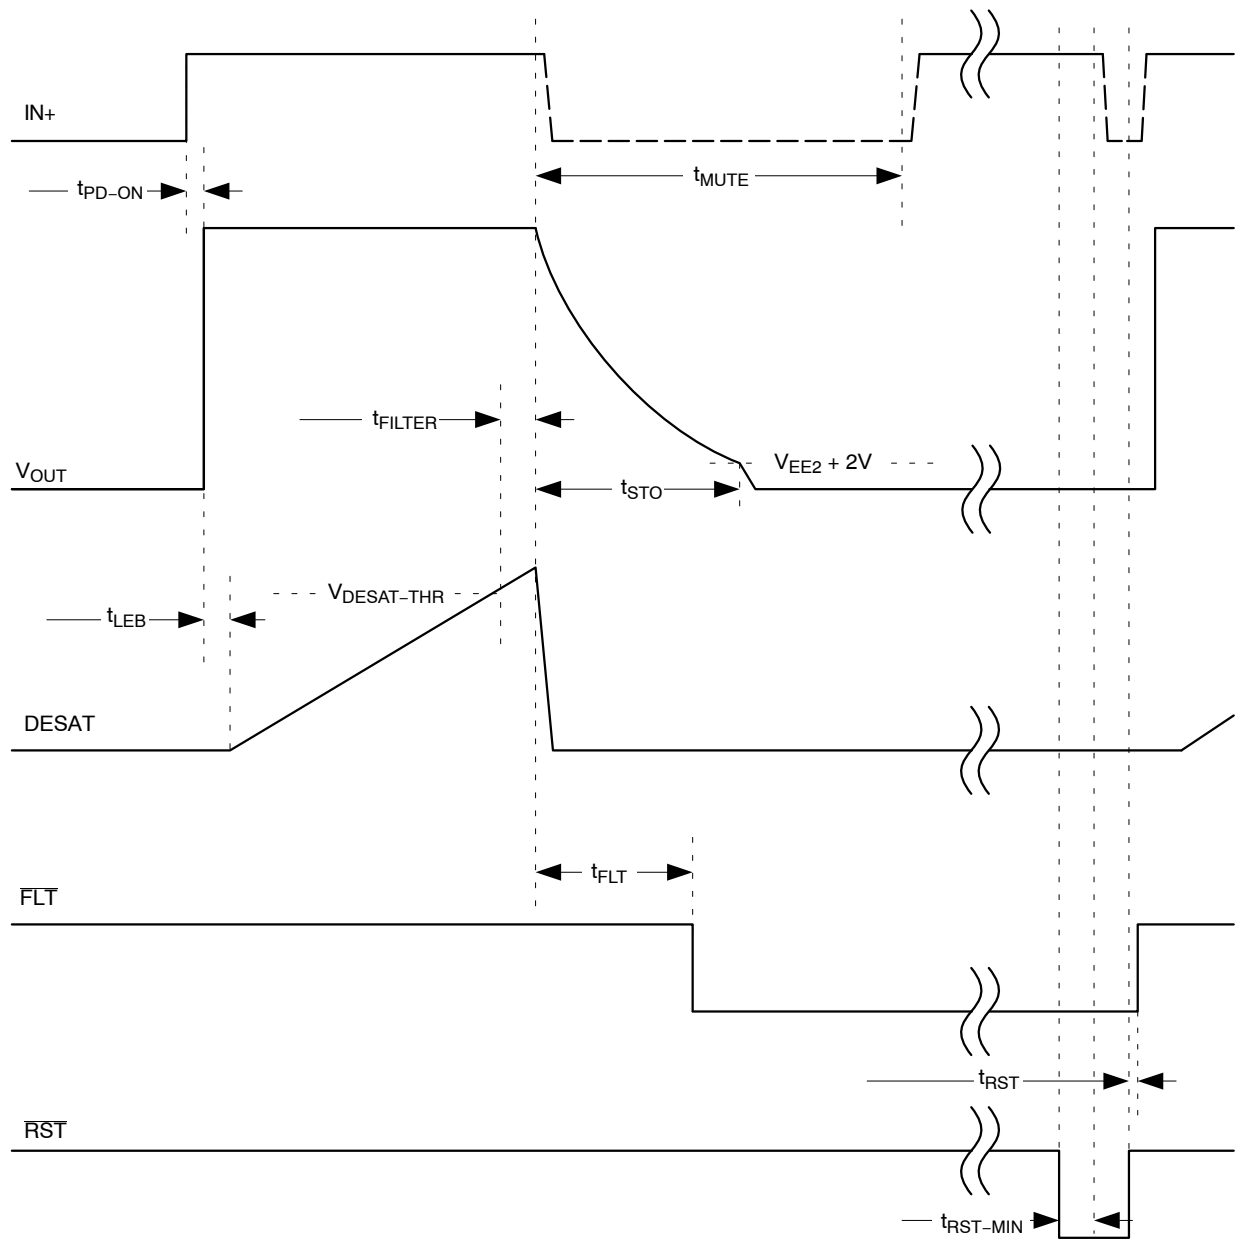 IN+
tPD–ON
tMUTE
tFILTER
VOUT
VEE2 + 2V
tSTO
VDESAT–THR
tLEB
DESAT
tFLT
FLT
tRST
RST
tRST–MIN